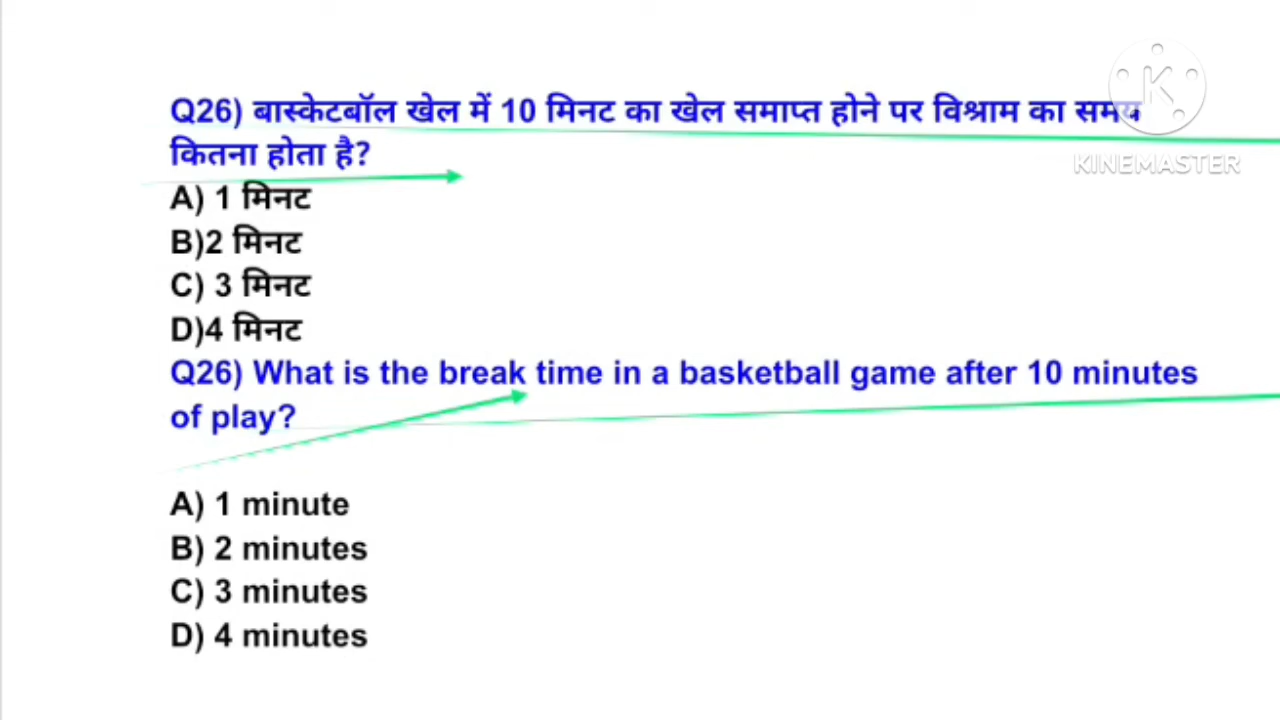 Q26) बास्केटबॉल खेल में 10 मिनट का खेल समाप्त होने पर विश्राम का समय
कितना होता है?
A) 1 मिनट
B)2 मिनट
C) 3 मिनट
D)4 मिनट
Q26) What is the break time in a basketball game after 10 minutes
of play?
A) 1 minute
B) 2 minutes
C) 3 minutes
D) 4 minutes
K
KINEMASTER